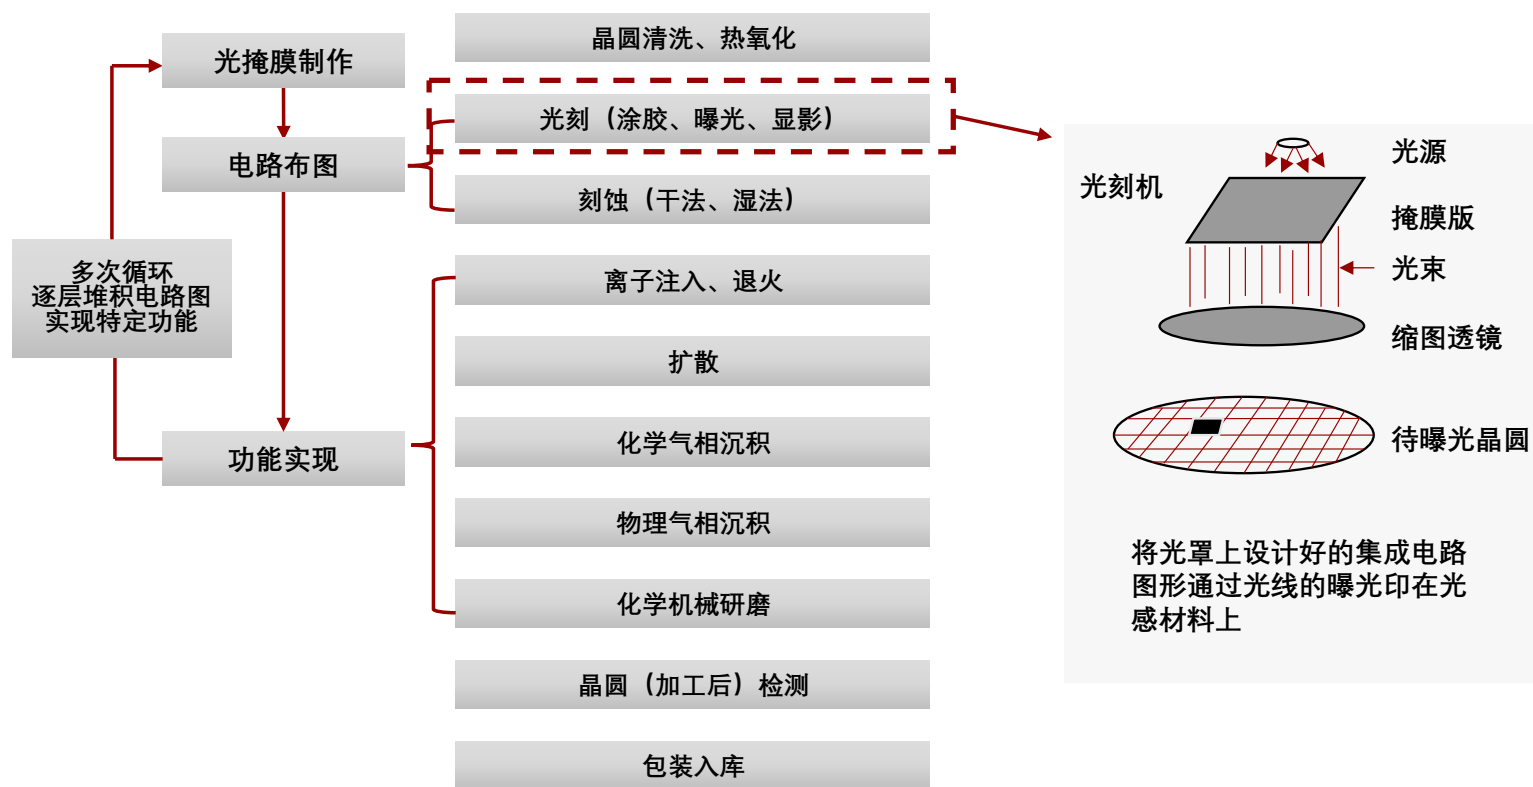 光掩膜制作
电路布图
多次循环
逐层堆积电路图
实现特定功能
功能实现
晶圆清洗、热氧化
光刻（涂胶、曝光、显影）
刻蚀（干法、湿法）
离子注入、退火
扩散
化学气相沉积
物理气相沉积
化学机械研磨
晶圆（加工后）检测
包装入库
光刻机
光源
掩膜版
光束
缩图透镜
待曝光晶圆
将光罩上设计好的集成电路
图形通过光线的曝光印在光
感材料上